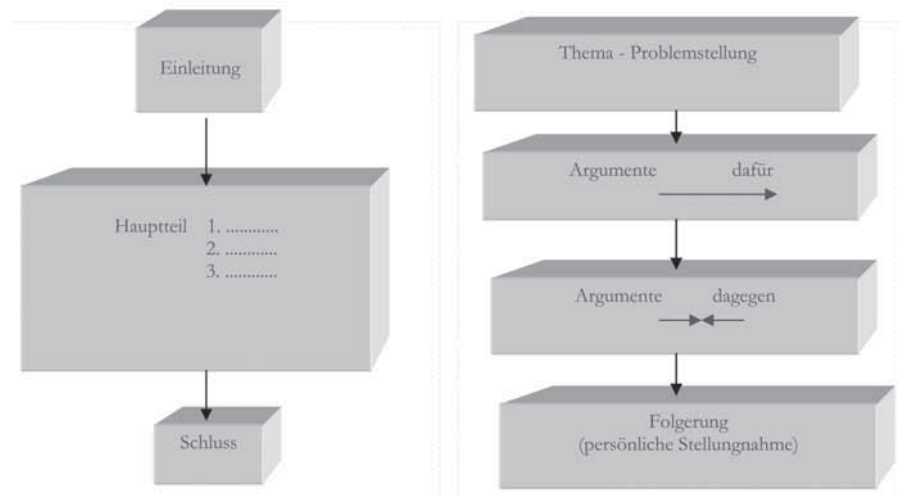 Einleitung
Hauptteil 1. ............
2. ............
3. ............
Schluss
Thema - Problemstellung
Argumente dafür
Argumente dagegen
Folgerung
(persönliche Stellungnahme)